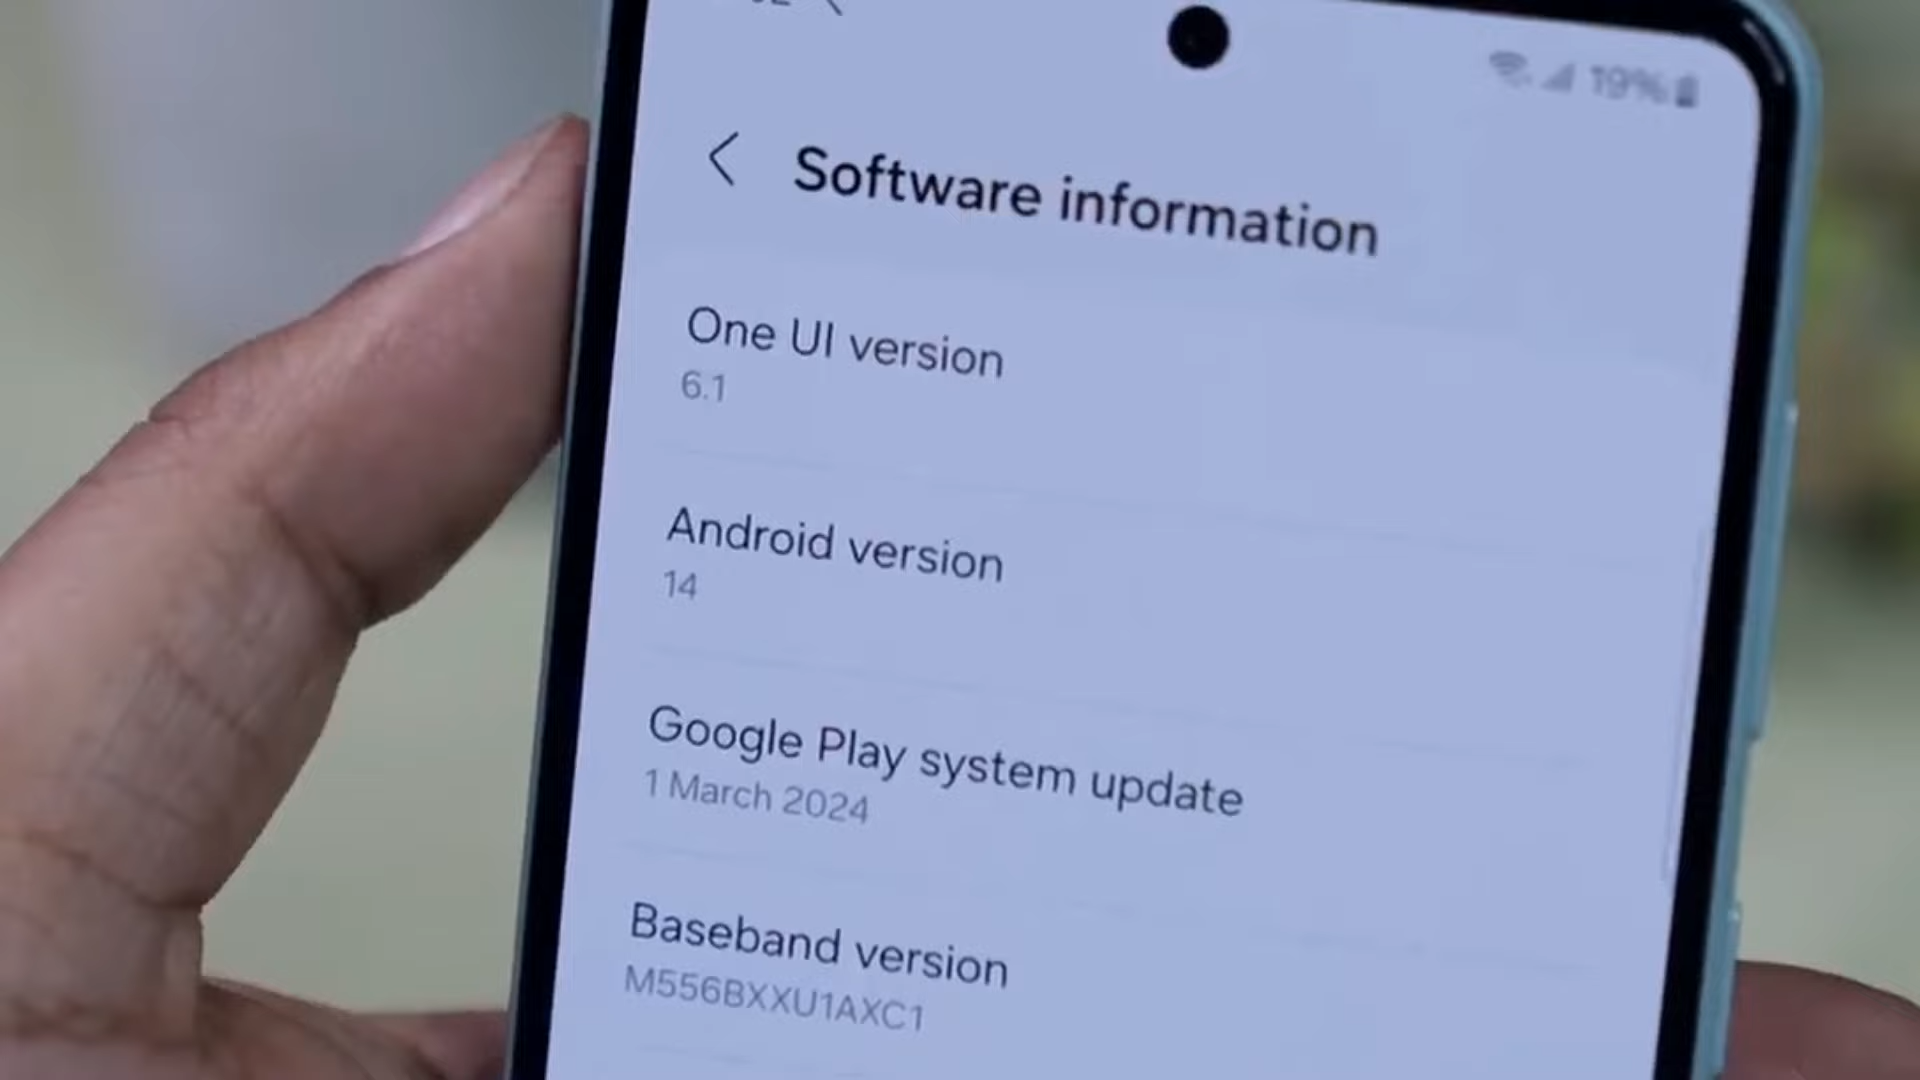 19%
Software information
One UI version
6.1
Android version
14
Google Play system update
1 March 2024
Baseband version
M556BXXU1AXC1